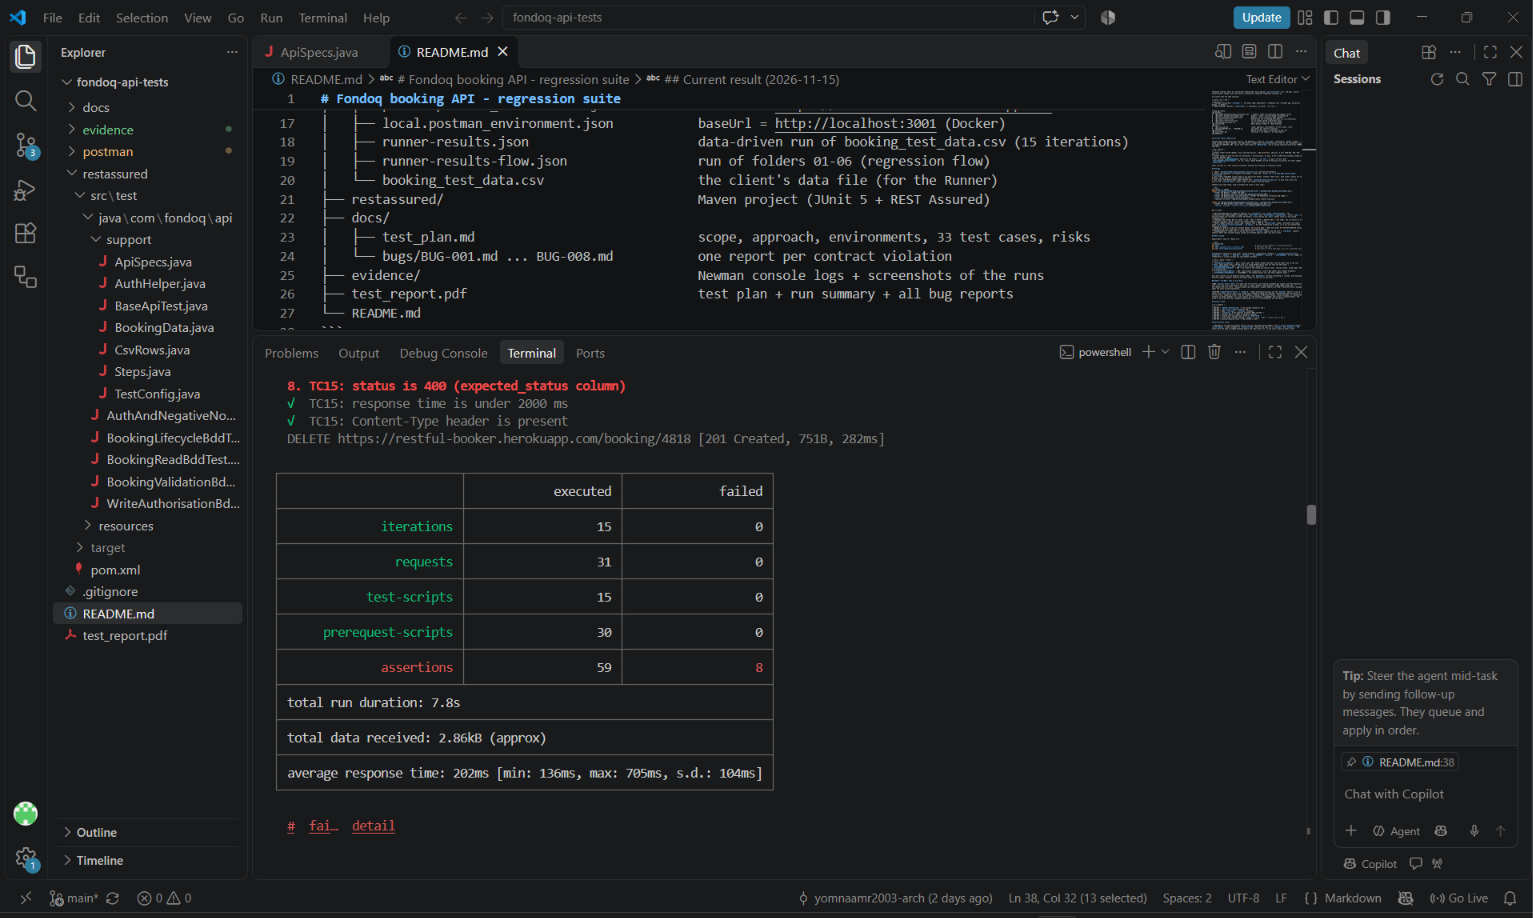 File Edit Selection View Go Run Terminal Help
fondoq-api-tests
Update
Explorer
fondoq-api-tests
docs
evidence
postman
restassured
src\test
java\com\fondoq\api
support
ApiSpecs.java
AuthHelper.java
BaseApiTest.java
BookingData.java
CsvRows.java
Steps.java
TestConfig.java
AuthAndNegativeNo...
BookingLifecycleBddT...
BookingReadBddTest....
BookingValidationBd...
WriteAuthorisationBd...
resources
target
pom.xml
.gitignore
README.md
test_report.pdf
Outline
Timeline
3
1
ApiSpecs.java
README.md
README.md > # Fondoq booking API - regression suite > ## Current result (2026-11-15)
Text Editor
1 # Fondoq booking API - regression suite
17 │ ├── local.postman_environment.json baseUrl = http://localhost:3001 (Docker)
18 │ ├── runner-results.json data-driven run of booking_test_data.csv (15 iterations)
19 │ ├── runner-results-flow.json run of folders 01-06 (regression flow)
20 │ └── booking_test_data.csv the client's data file (for the Runner)
21 ├── restassured/ Maven project (JUnit 5 + REST Assured)
22 ├── docs/
23 │ ├── test_plan.md scope, approach, environments, 33 test cases, risks
24 │ └── bugs/BUG-001.md ... BUG-008.md one report per contract violation
25 ├── evidence/ Newman console logs + screenshots of the runs
26 ├── test_report.pdf test plan + run summary + all bug reports
27 └── README.md
```
Problems Output Debug Console Terminal Ports
powershell
8. TC15: status is 400 (expected_status column)
√ TC15: response time is under 2000 ms
√ TC15: Content-Type header is present
DELETE https://restful-booker.herokuapp.com/booking/4818 [201 Created, 751B, 282ms]
executed failed
iterations 15 0
requests 31 0
test-scripts 15 0
prerequest-scripts 30 0
assertions 59 8
total run duration: 7.8s
total data received: 2.86kB (approx)
average response time: 202ms [min: 136ms, max: 705ms, s.d.: 104ms]
# fai… detail
Chat
Sessions
Tip: Steer the agent mid-task
by sending follow-up
messages. They queue and
apply in order.
README.md:38
Chat with Copilot
Agent
Copilot
main* 0 0
yomnaamr2003-arch (2 days ago) Ln 38, Col 32 (13 selected) Spaces: 2 UTF-8 LF Markdown Go Live